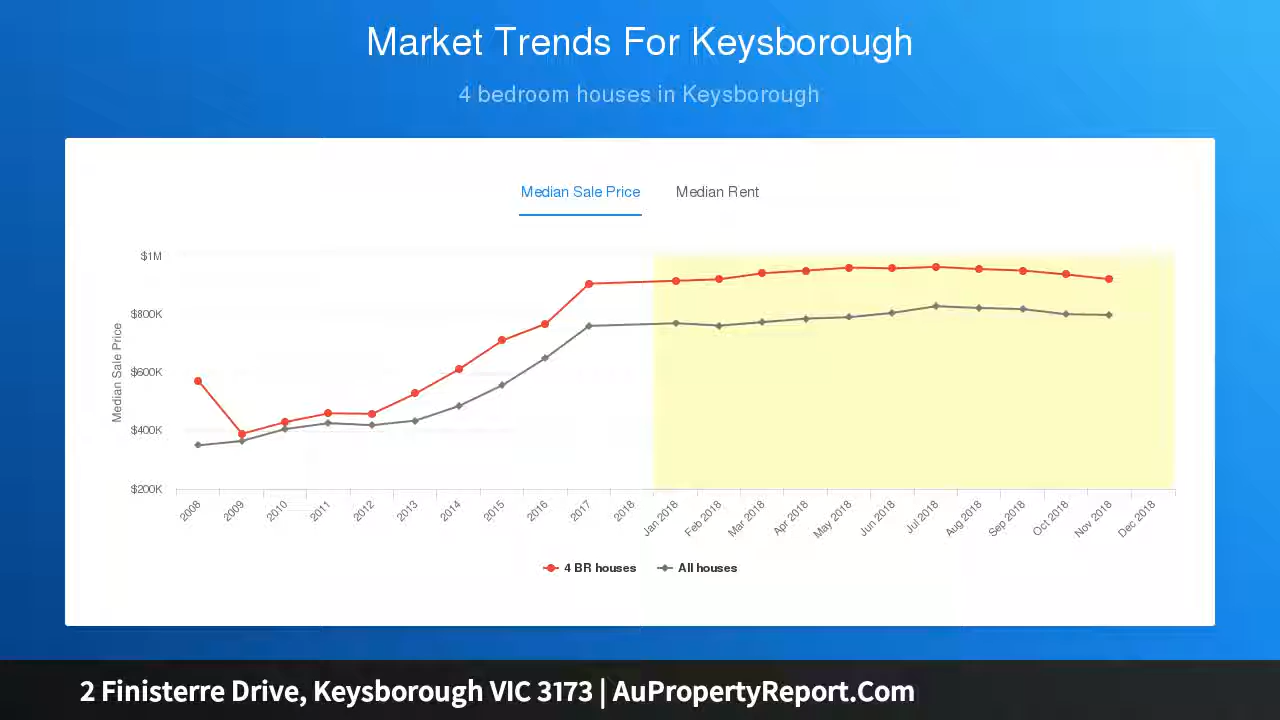 Market Trends For Keysborough
4 bedroom houses in Keysborough
Median Sale Price Median Rent
Median Sale Price
$1M
$800K
$600K
$400K
$200K
2008 2009 2010 2011 2012 2013 2014 2015 2016 2017 2018 Jan 2018 Feb 2018 Mar 2018 Apr 2018 May 2018 Jun 2018 Jul 2018 Aug 2018 Sep 2018 Oct 2018 Nov 2018 Dec 2018
4 BR houses All houses
2 Finisterre Drive, Keysborough VIC 3173 | AuPropertyReport.Com